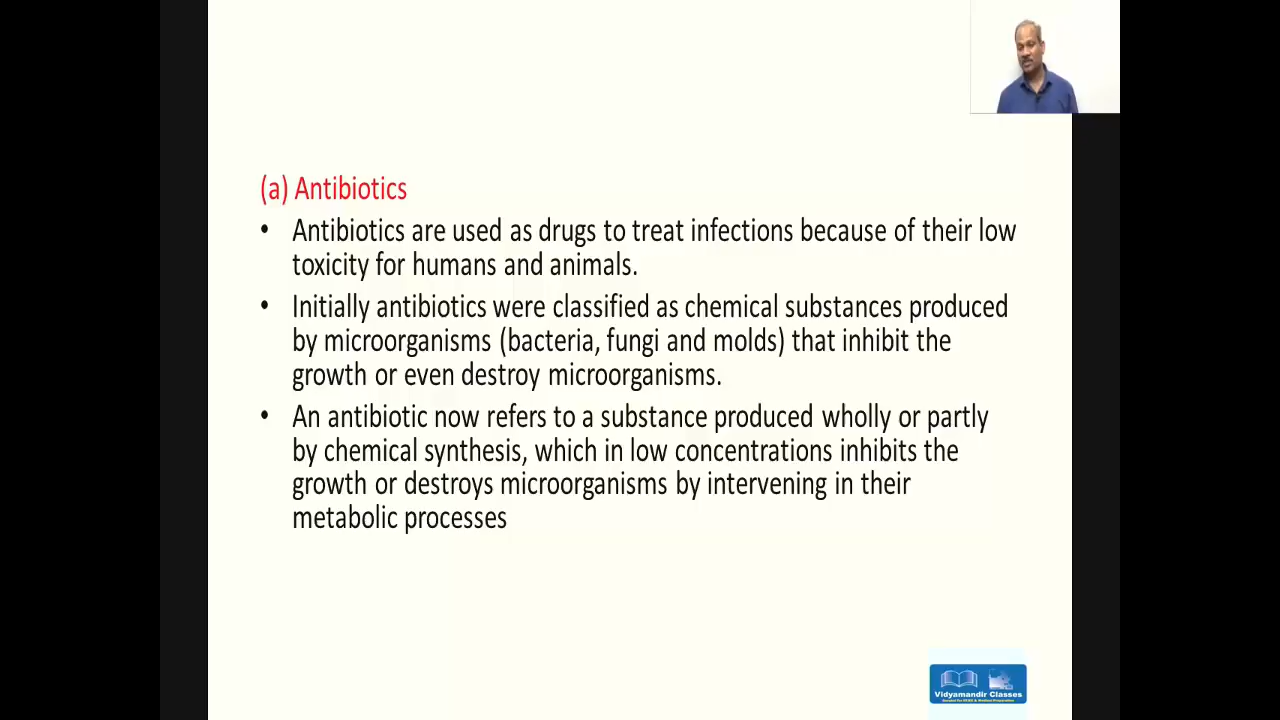 (a) Antibiotics
• Antibiotics are used as drugs to treat infections because of their low
toxicity for humans and animals.
• Initially antibiotics were classified as chemical substances produced
by microorganisms (bacteria, fungi and molds) that inhibit the
growth or even destroy microorganisms.
• An antibiotic now refers to a substance produced wholly or partly
by chemical synthesis, which in low concentrations inhibits the
growth or destroys microorganisms by intervening in their
metabolic processes
Vidyamandir Classes